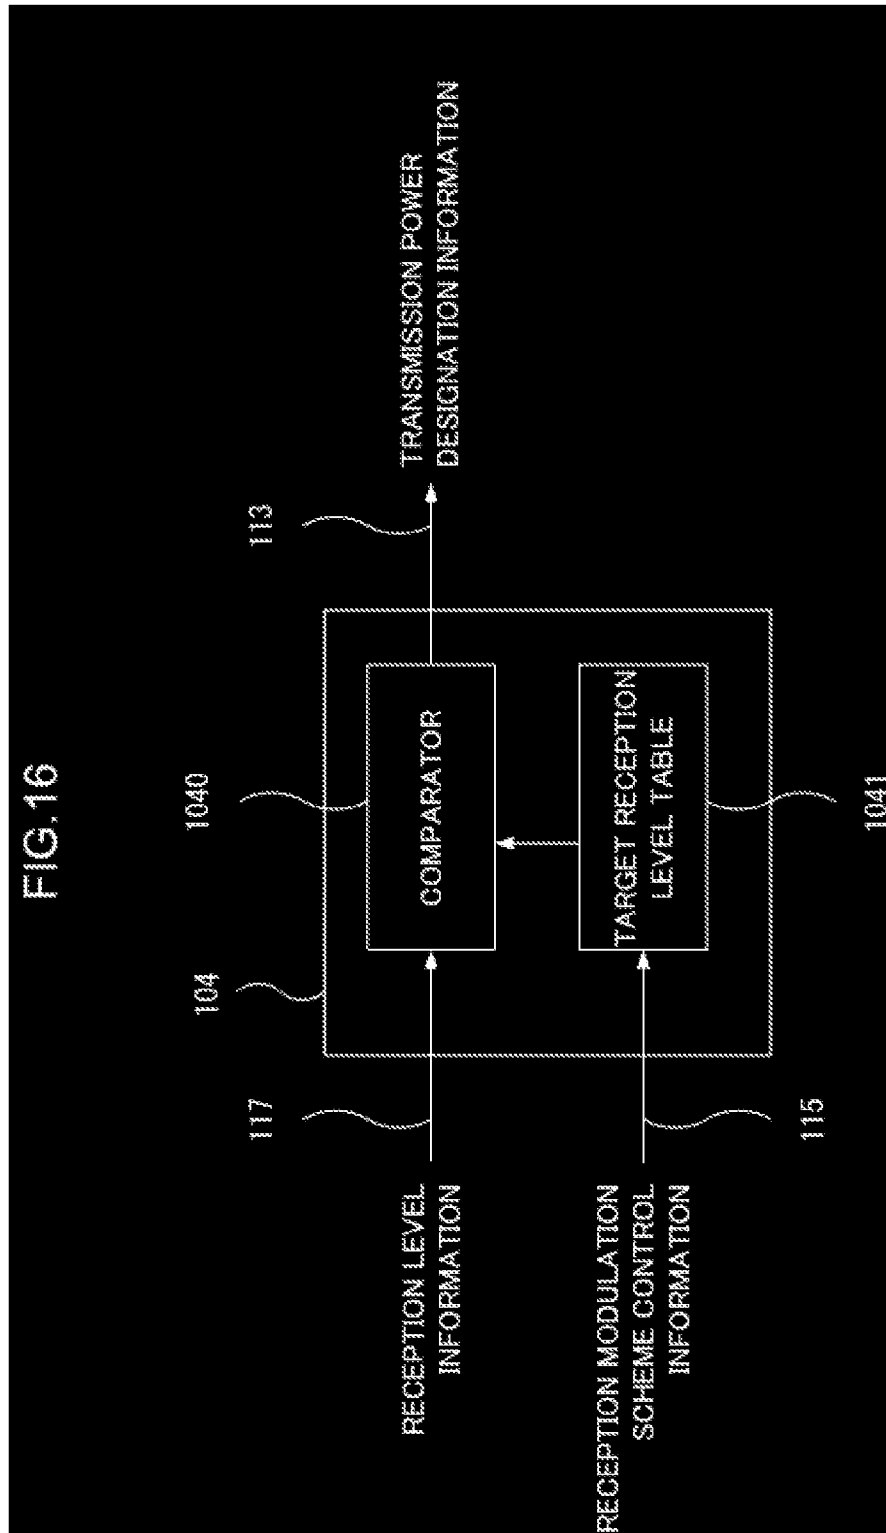 FIG.16
104
1040
117
113
RECEPTION LEVEL
INFORMATION
COMPARATOR
TRANSMISSION POWER
DESIGNATION INFORMATION
RECEPTION MODULATION
SCHEME CONTROL
INFORMATION
TARGET RECEPTION
LEVEL TABLE
115
1041